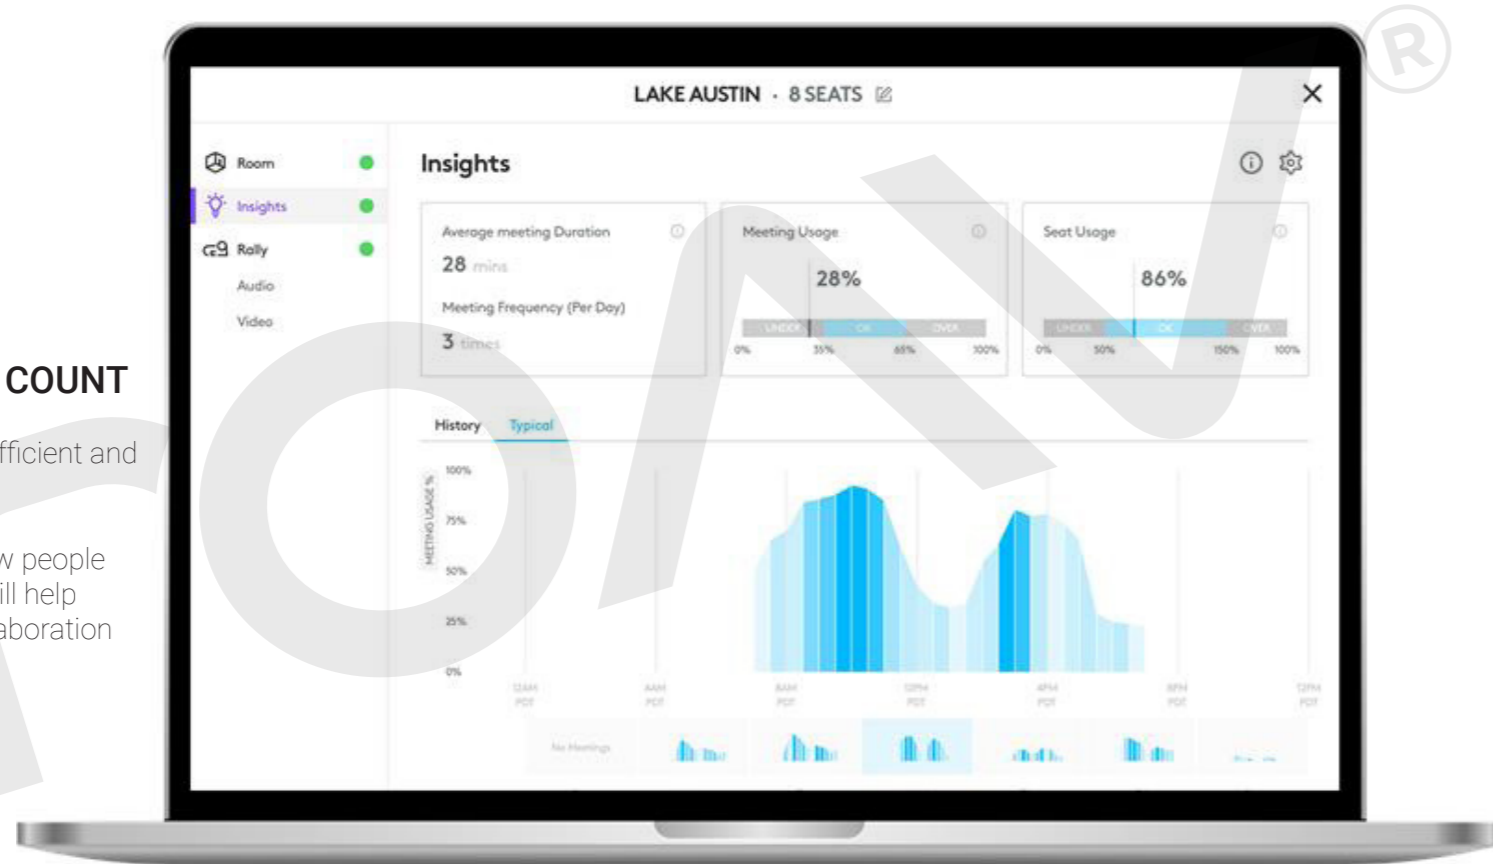 COUNT
fficient and
w people
ill help
aboration
LAKE AUSTIN · 8 SEATS
Room
Insights
Rally
Audio
Video
Insights
Average meeting Duration
28 mins
Meeting Frequency (Per Day)
3 times
Meeting Usage
28%
UNDER OK OVER
0% 35% 65% 100%
Seat Usage
86%
UNDER OK OVER
0% 50% 150% 100%
History Typical
MEETING USAGE %
100%
75%
50%
25%
0%
12AM 4AM 8AM 12PM 4PM 8PM 12PM
PDT PDT PDT PDT PDT PDT PDT
No Meetings
TOAV®